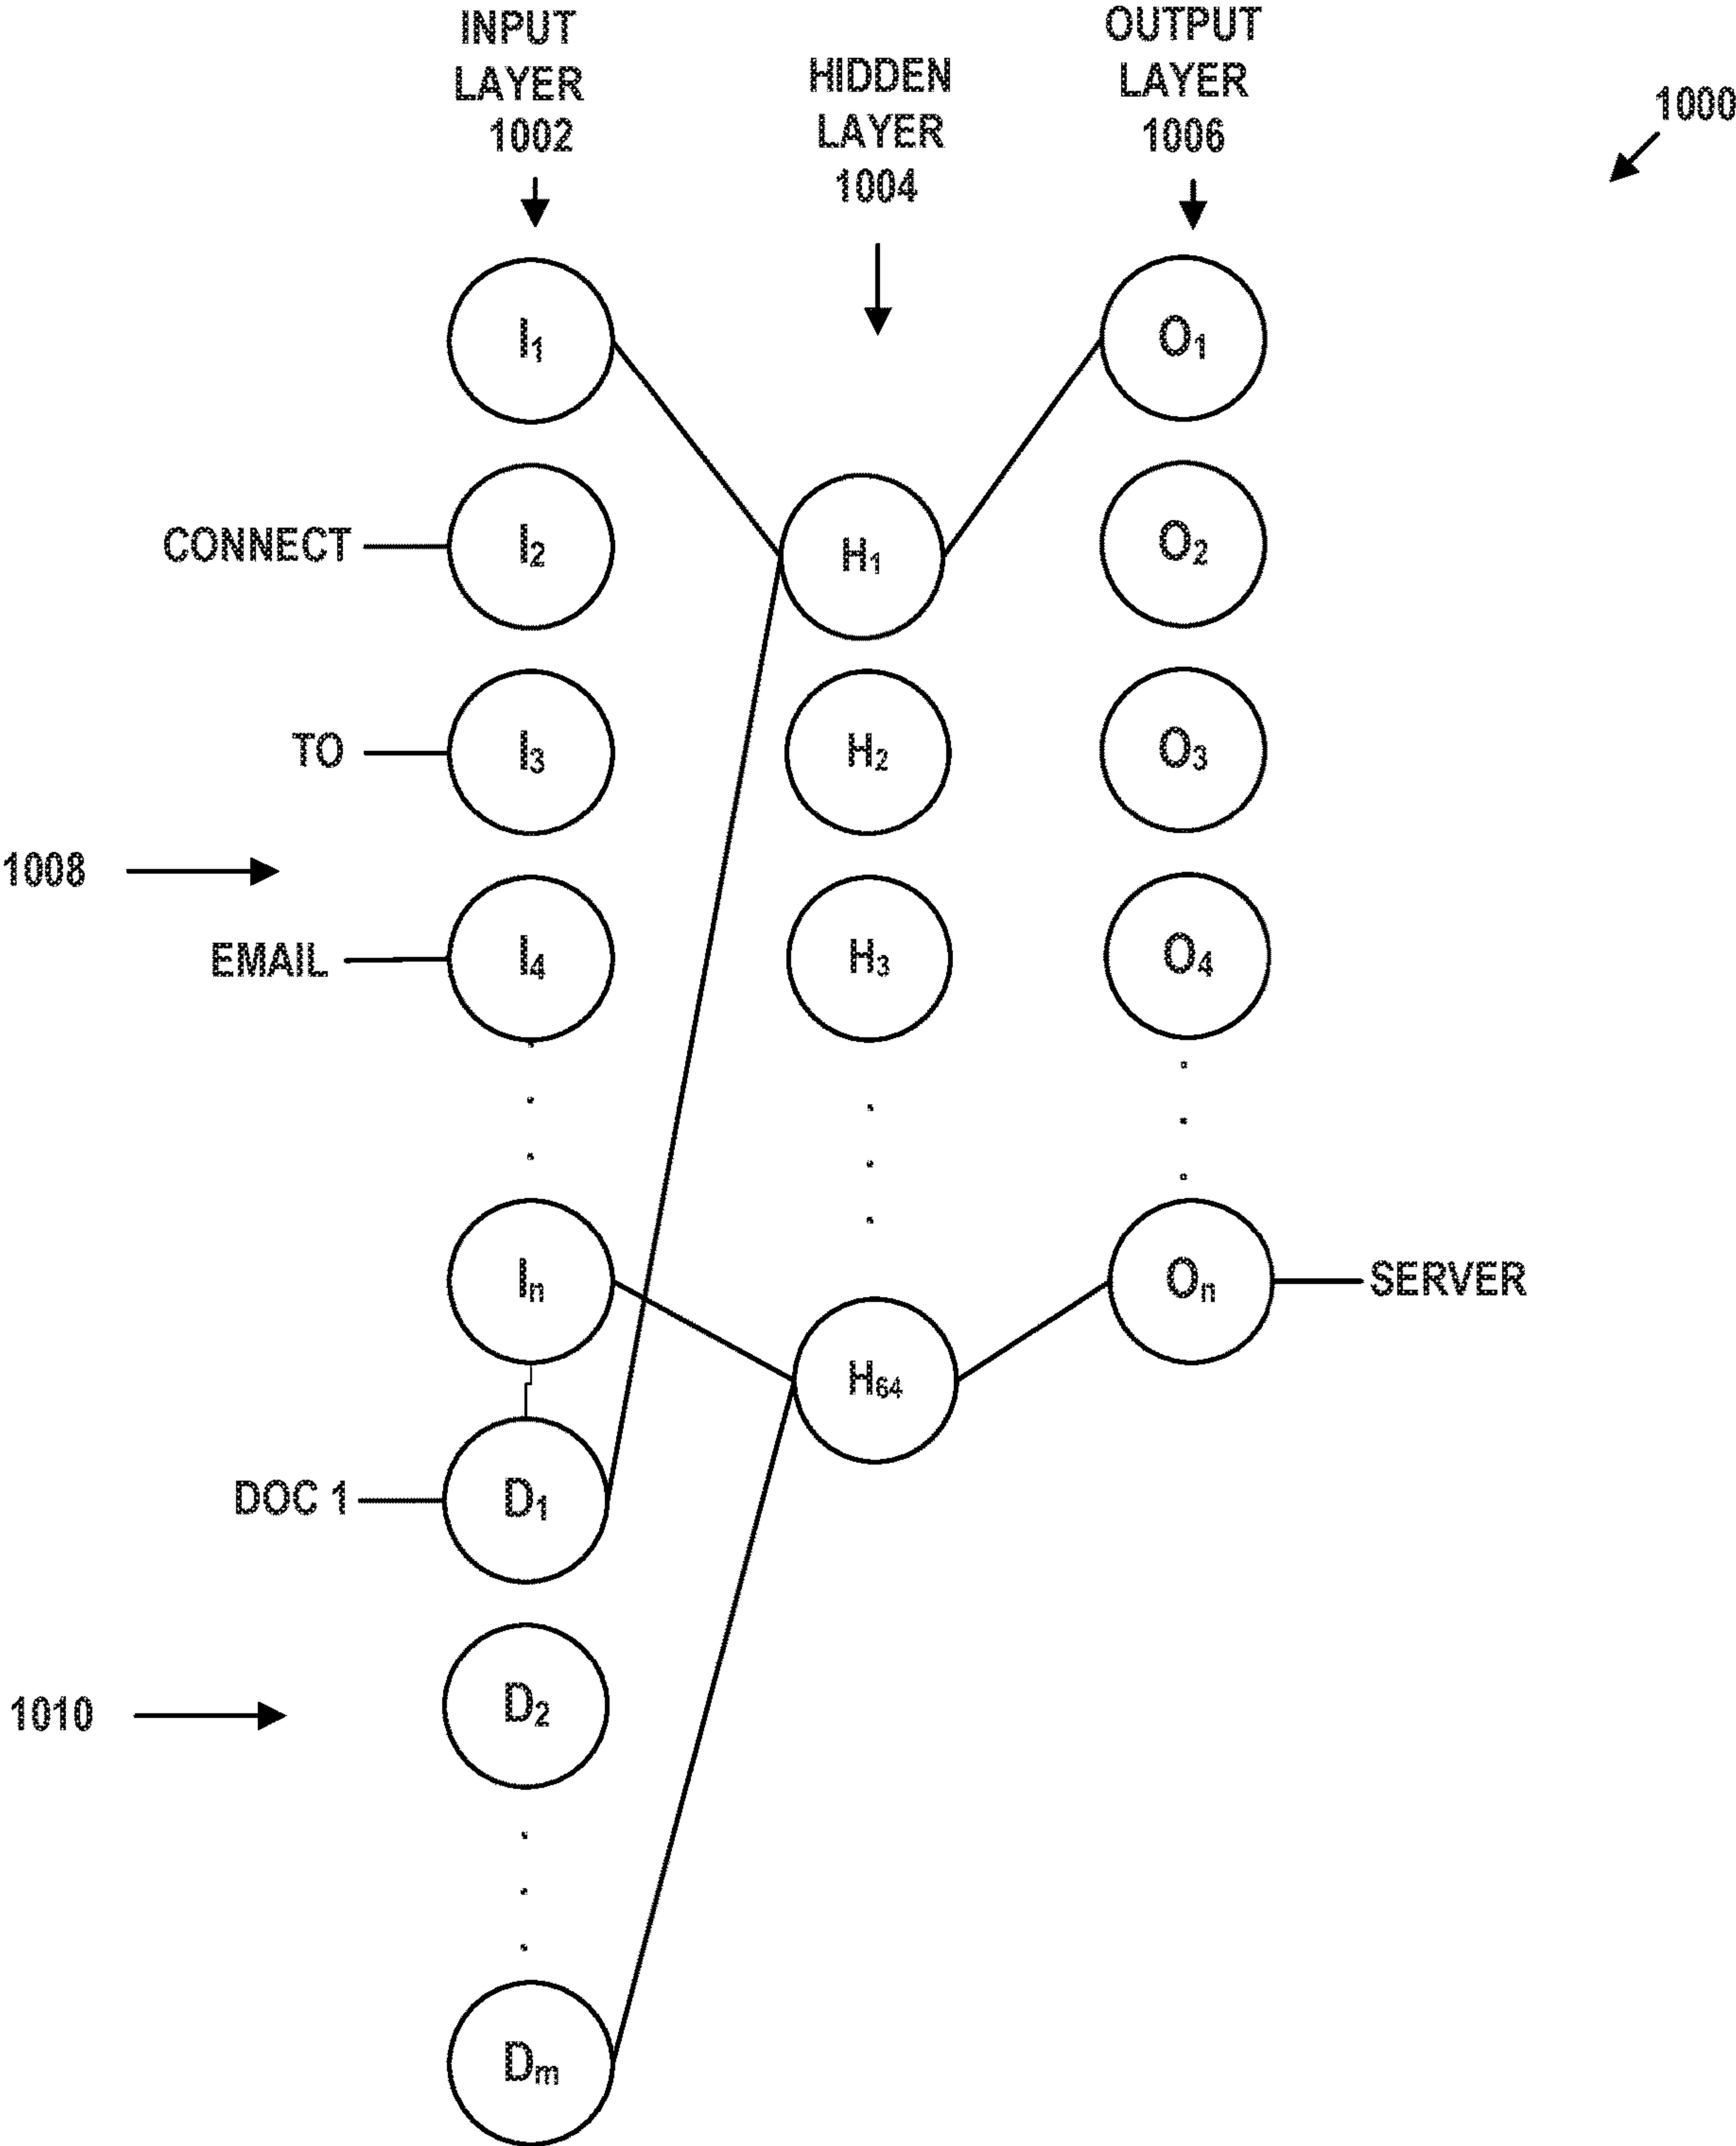 INPUT
LAYER
1002
HIDDEN
LAYER
1004
OUTPUT
LAYER
1006
1000
I₁
O₁
CONNECT
I₂
H₁
O₂
TO
I₃
H₂
O₃
1008
EMAIL
I₄
H₃
O₄
Iₙ
Oₙ
SERVER
H₆₄
DOC 1
D₁
1010
D₂
Dₘ